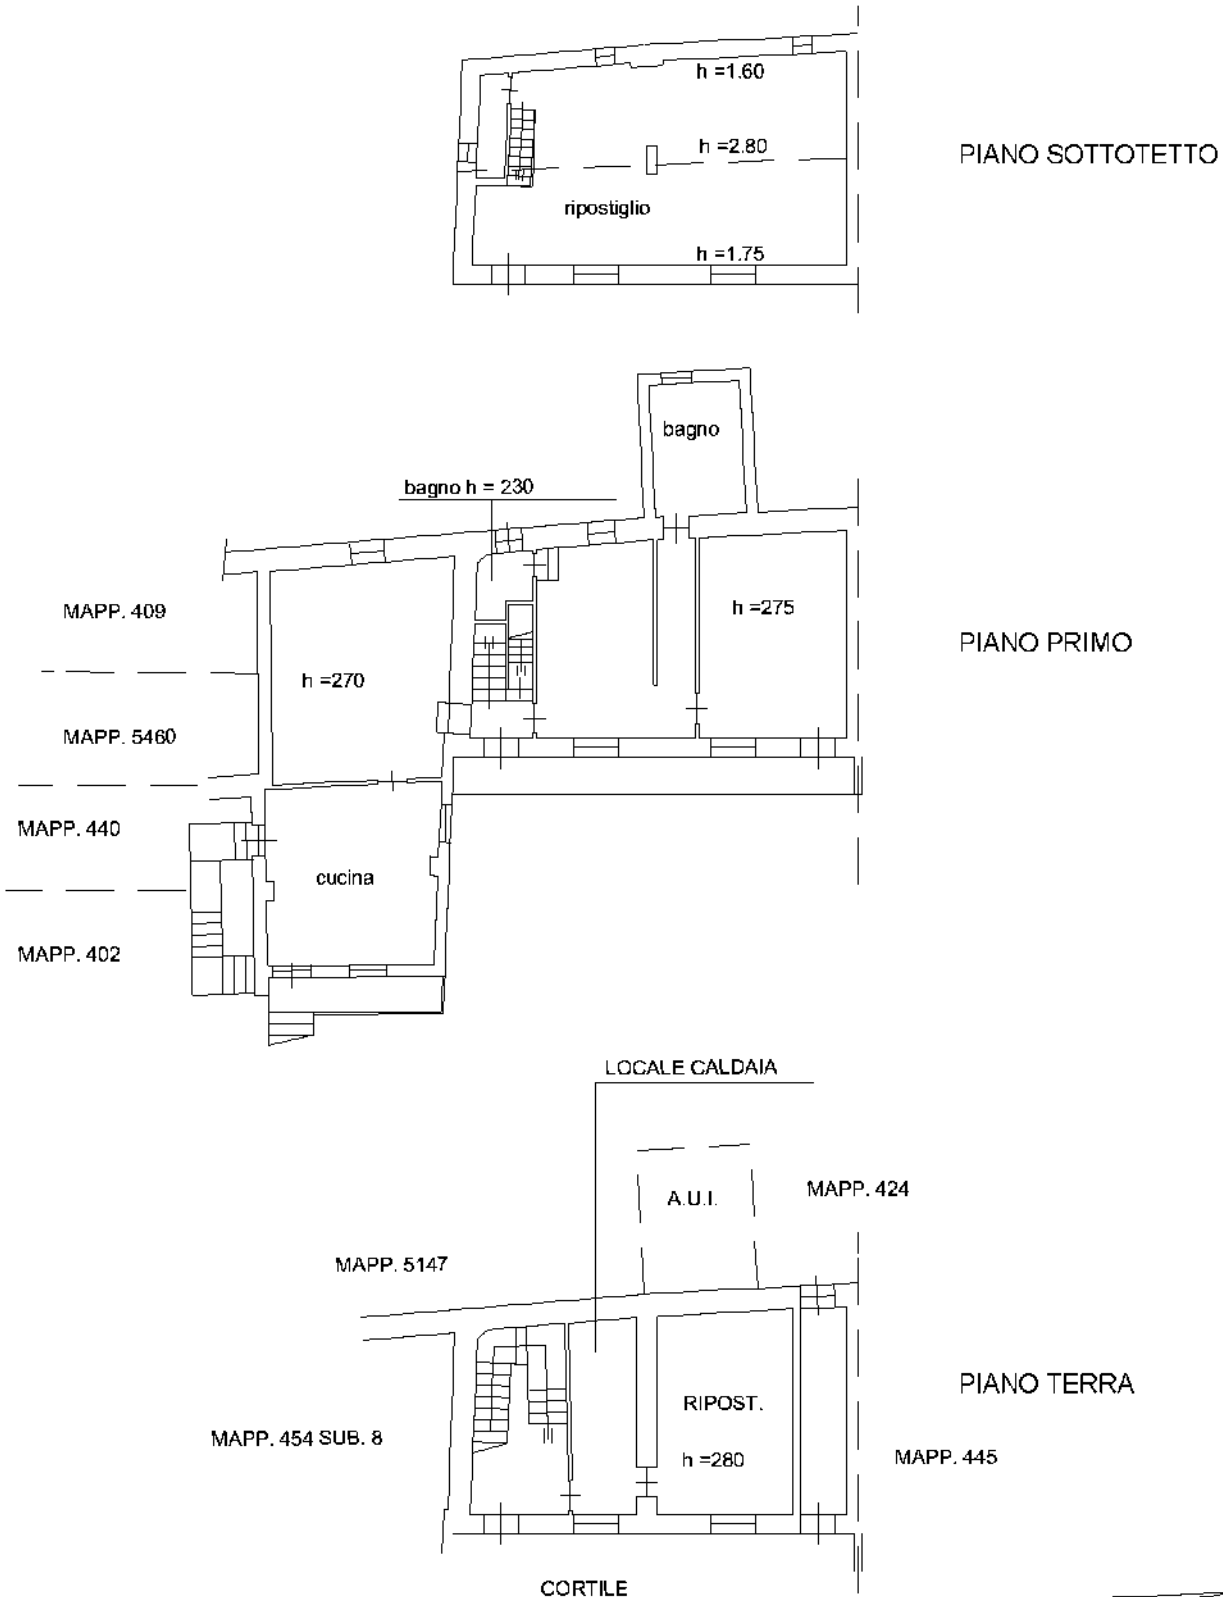 h =1.60
h =2.80
PIANO SOTTOTETTO
ripostiglio
h =1.75
bagno
bagno h = 230
MAPP. 409
h =275
PIANO PRIMO
h =270
MAPP. 5460
MAPP. 440
cucina
MAPP. 402
LOCALE CALDAIA
A.U.I.
MAPP. 424
MAPP. 5147
PIANO TERRA
RIPOST.
MAPP. 454 SUB. 8
h =280
MAPP. 445
CORTILE